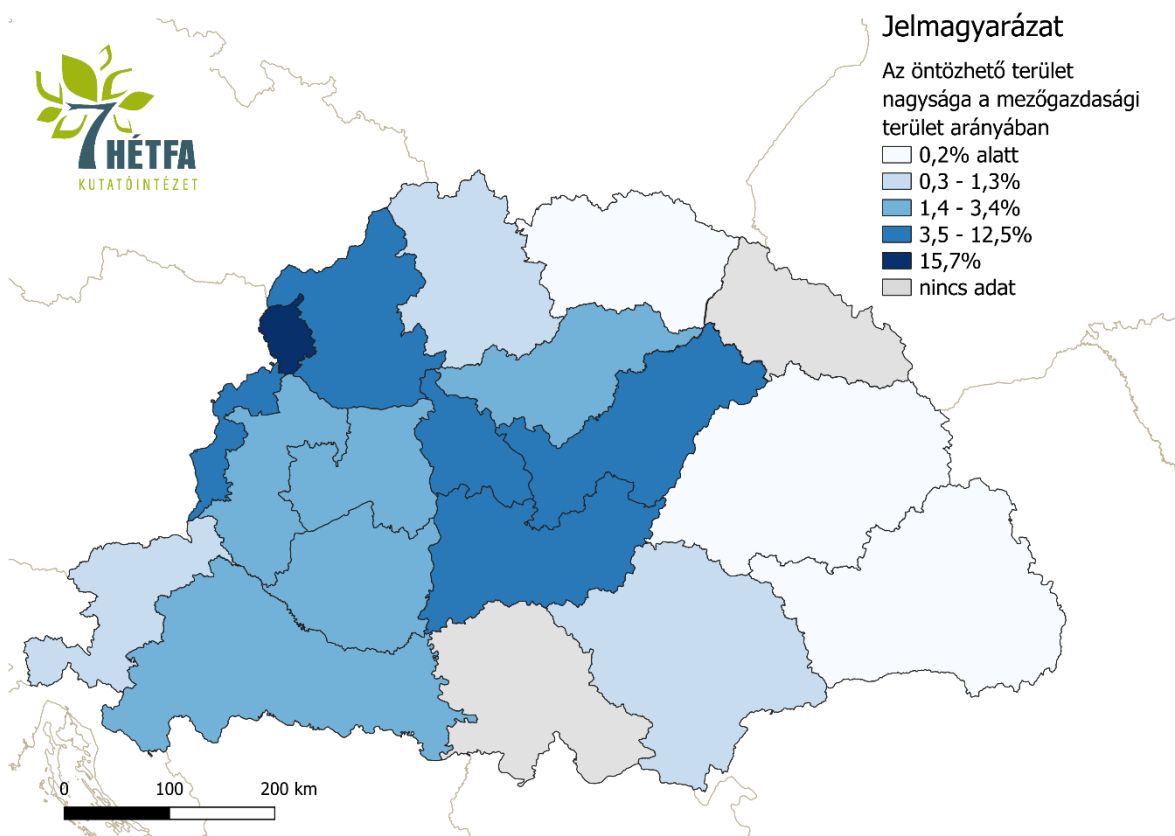 7 HÉTFA
KUTATÓINTÉZET
Jelmagyarázat
Az öntözhető terület
nagysága a mezőgazdasági
terület arányában
0,2% alatt
0,3 - 1,3%
1,4 - 3,4%
3,5 - 12,5%
15,7%
nincs adat
0 100 200 km